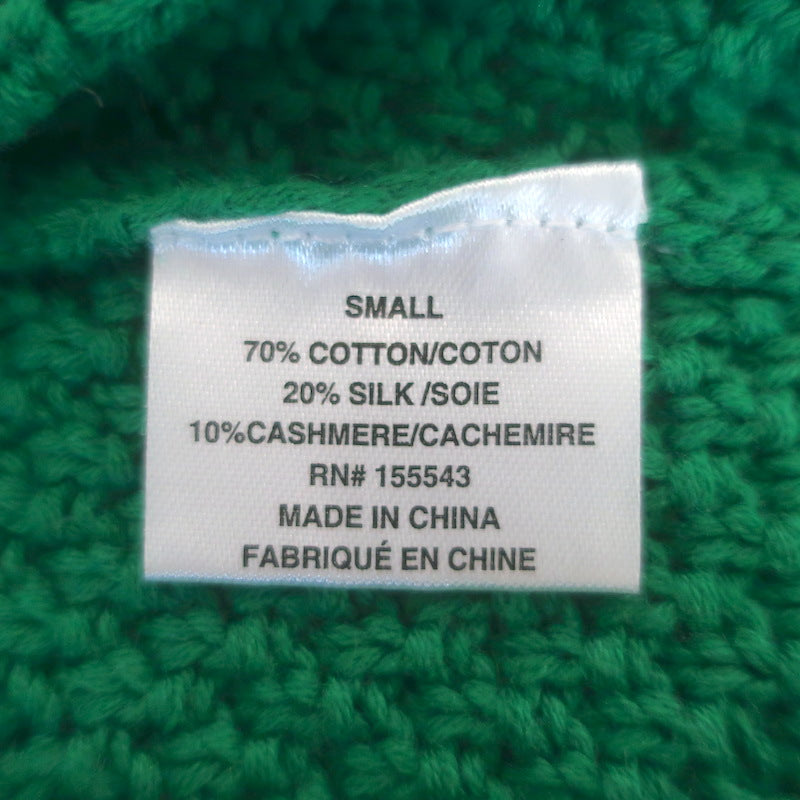 SMALL
70% COTTON/COTON
20% SILK /SOIE
10%CASHMERE/CACHEMIRE
RN# 155543
MADE IN CHINA
FABRIQUÉ EN CHINE